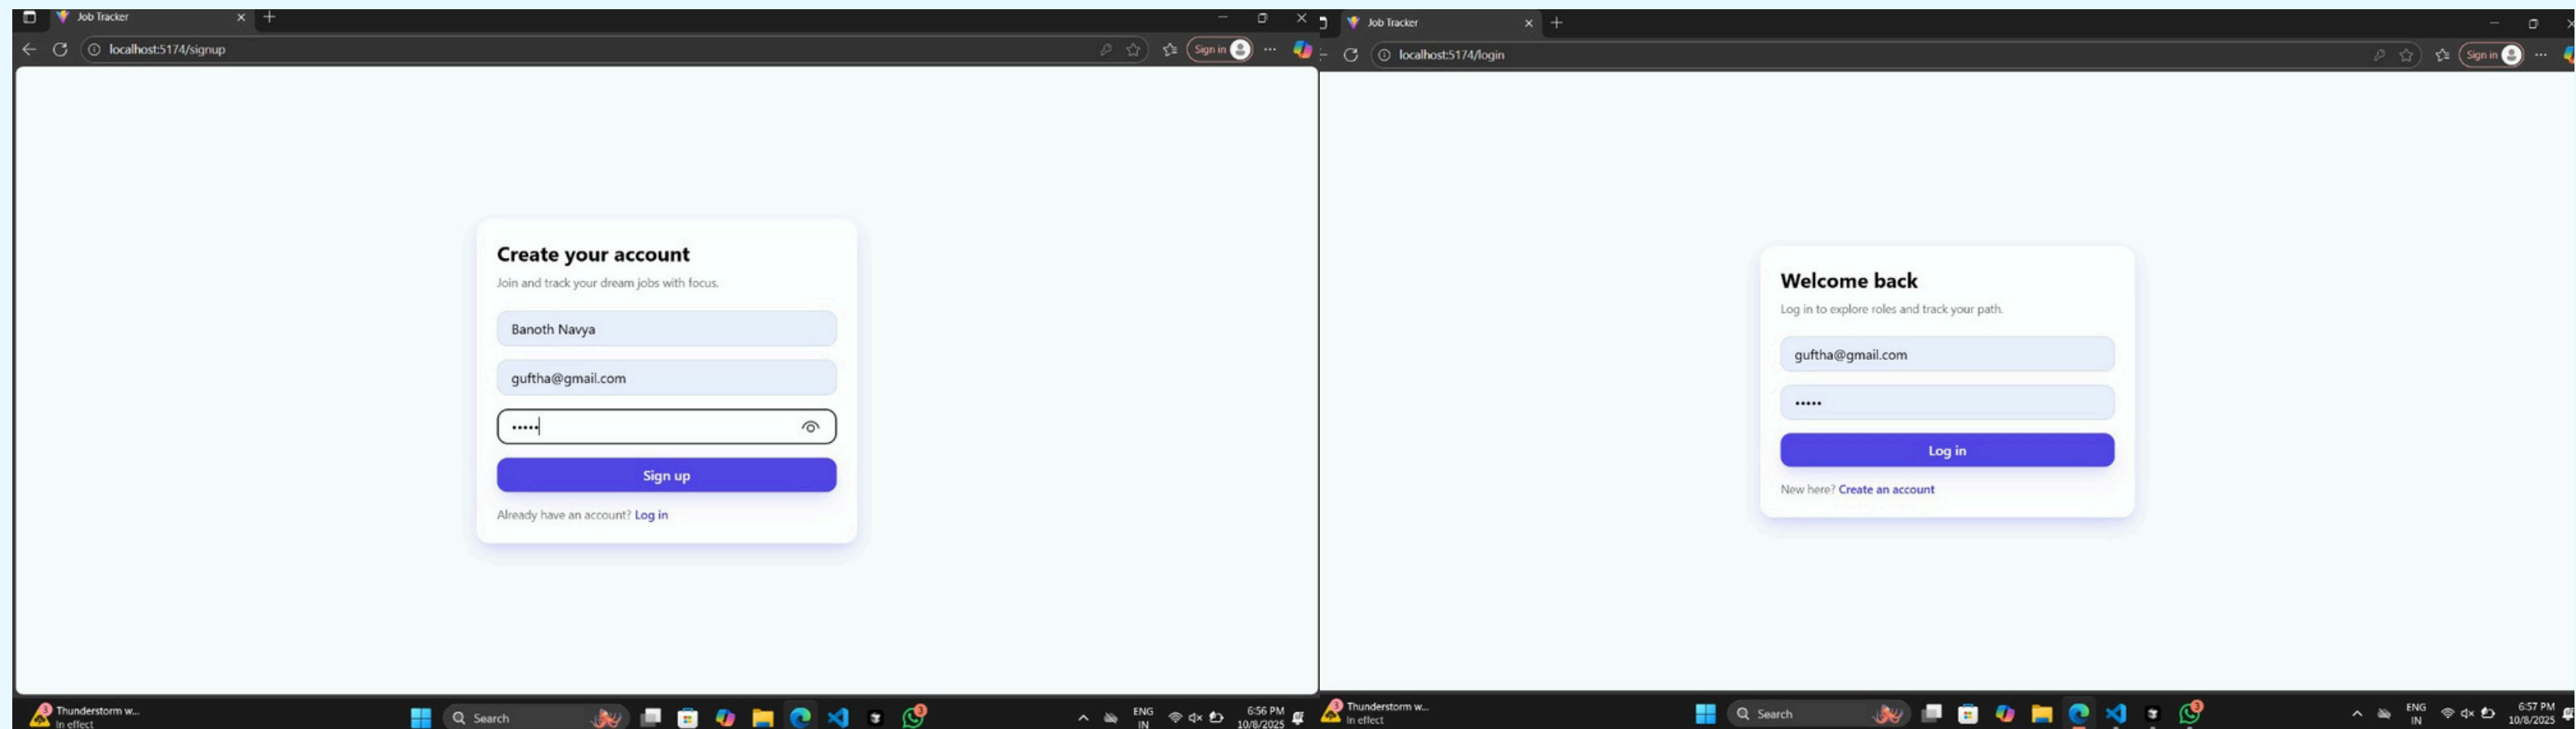 Job Tracker
localhost:5174/signup
Sign in
Create your account
Join and track your dream jobs with focus.
Banoth Navya
guftha@gmail.com
•••••
Sign up
Already have an account? Log in
3
Thunderstorm w...
In effect
Search
3
ENG
IN
6:56 PM
10/8/2025
Job Tracker
localhost:5174/login
Sign in
Welcome back
Log in to explore roles and track your path.
guftha@gmail.com
•••••
Log in
New here? Create an account
3
Thunderstorm w...
In effect
Search
3
ENG
IN
6:57 PM
10/8/2025